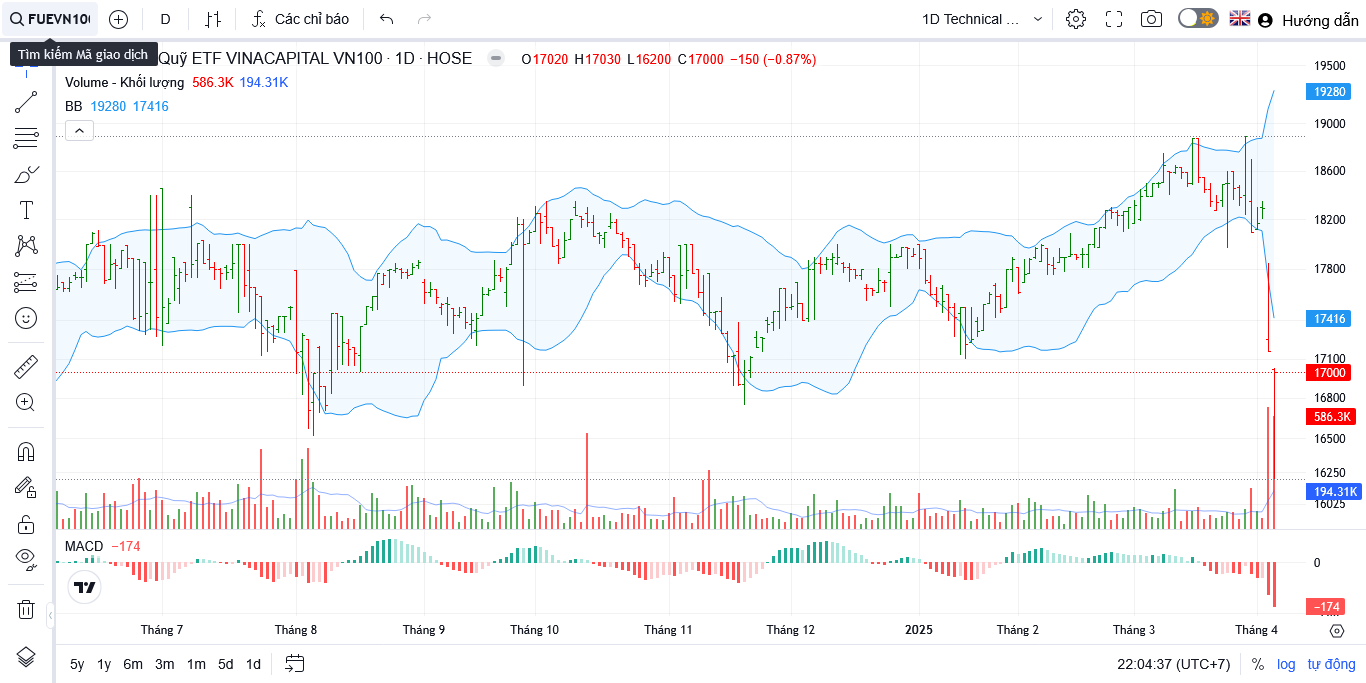 FUEVN100
D
Các chỉ báo
1D Technical ...
Hướng dẫn
Tìm kiếm Mã giao dịch
Quỹ ETF VINACAPITAL VN100 · 1D · HOSE
O17020 H17030 L16200 C17000 −150 (−0.87%)
Volume - Khối lượng 586.3K 194.31K
BB 19280 17416
19500
19280
19000
18600
18200
17800
17416
17100
17000
16800
586.3K
16500
16250
194.31K
16025
MACD −174
0
−174
Tháng 7
Tháng 8
Tháng 9
Tháng 10
Tháng 11
Tháng 12
2025
Tháng 2
Tháng 3
Tháng 4
5y 1y 6m 3m 1m 5d 1d
22:04:37 (UTC+7)
%
log
tự động